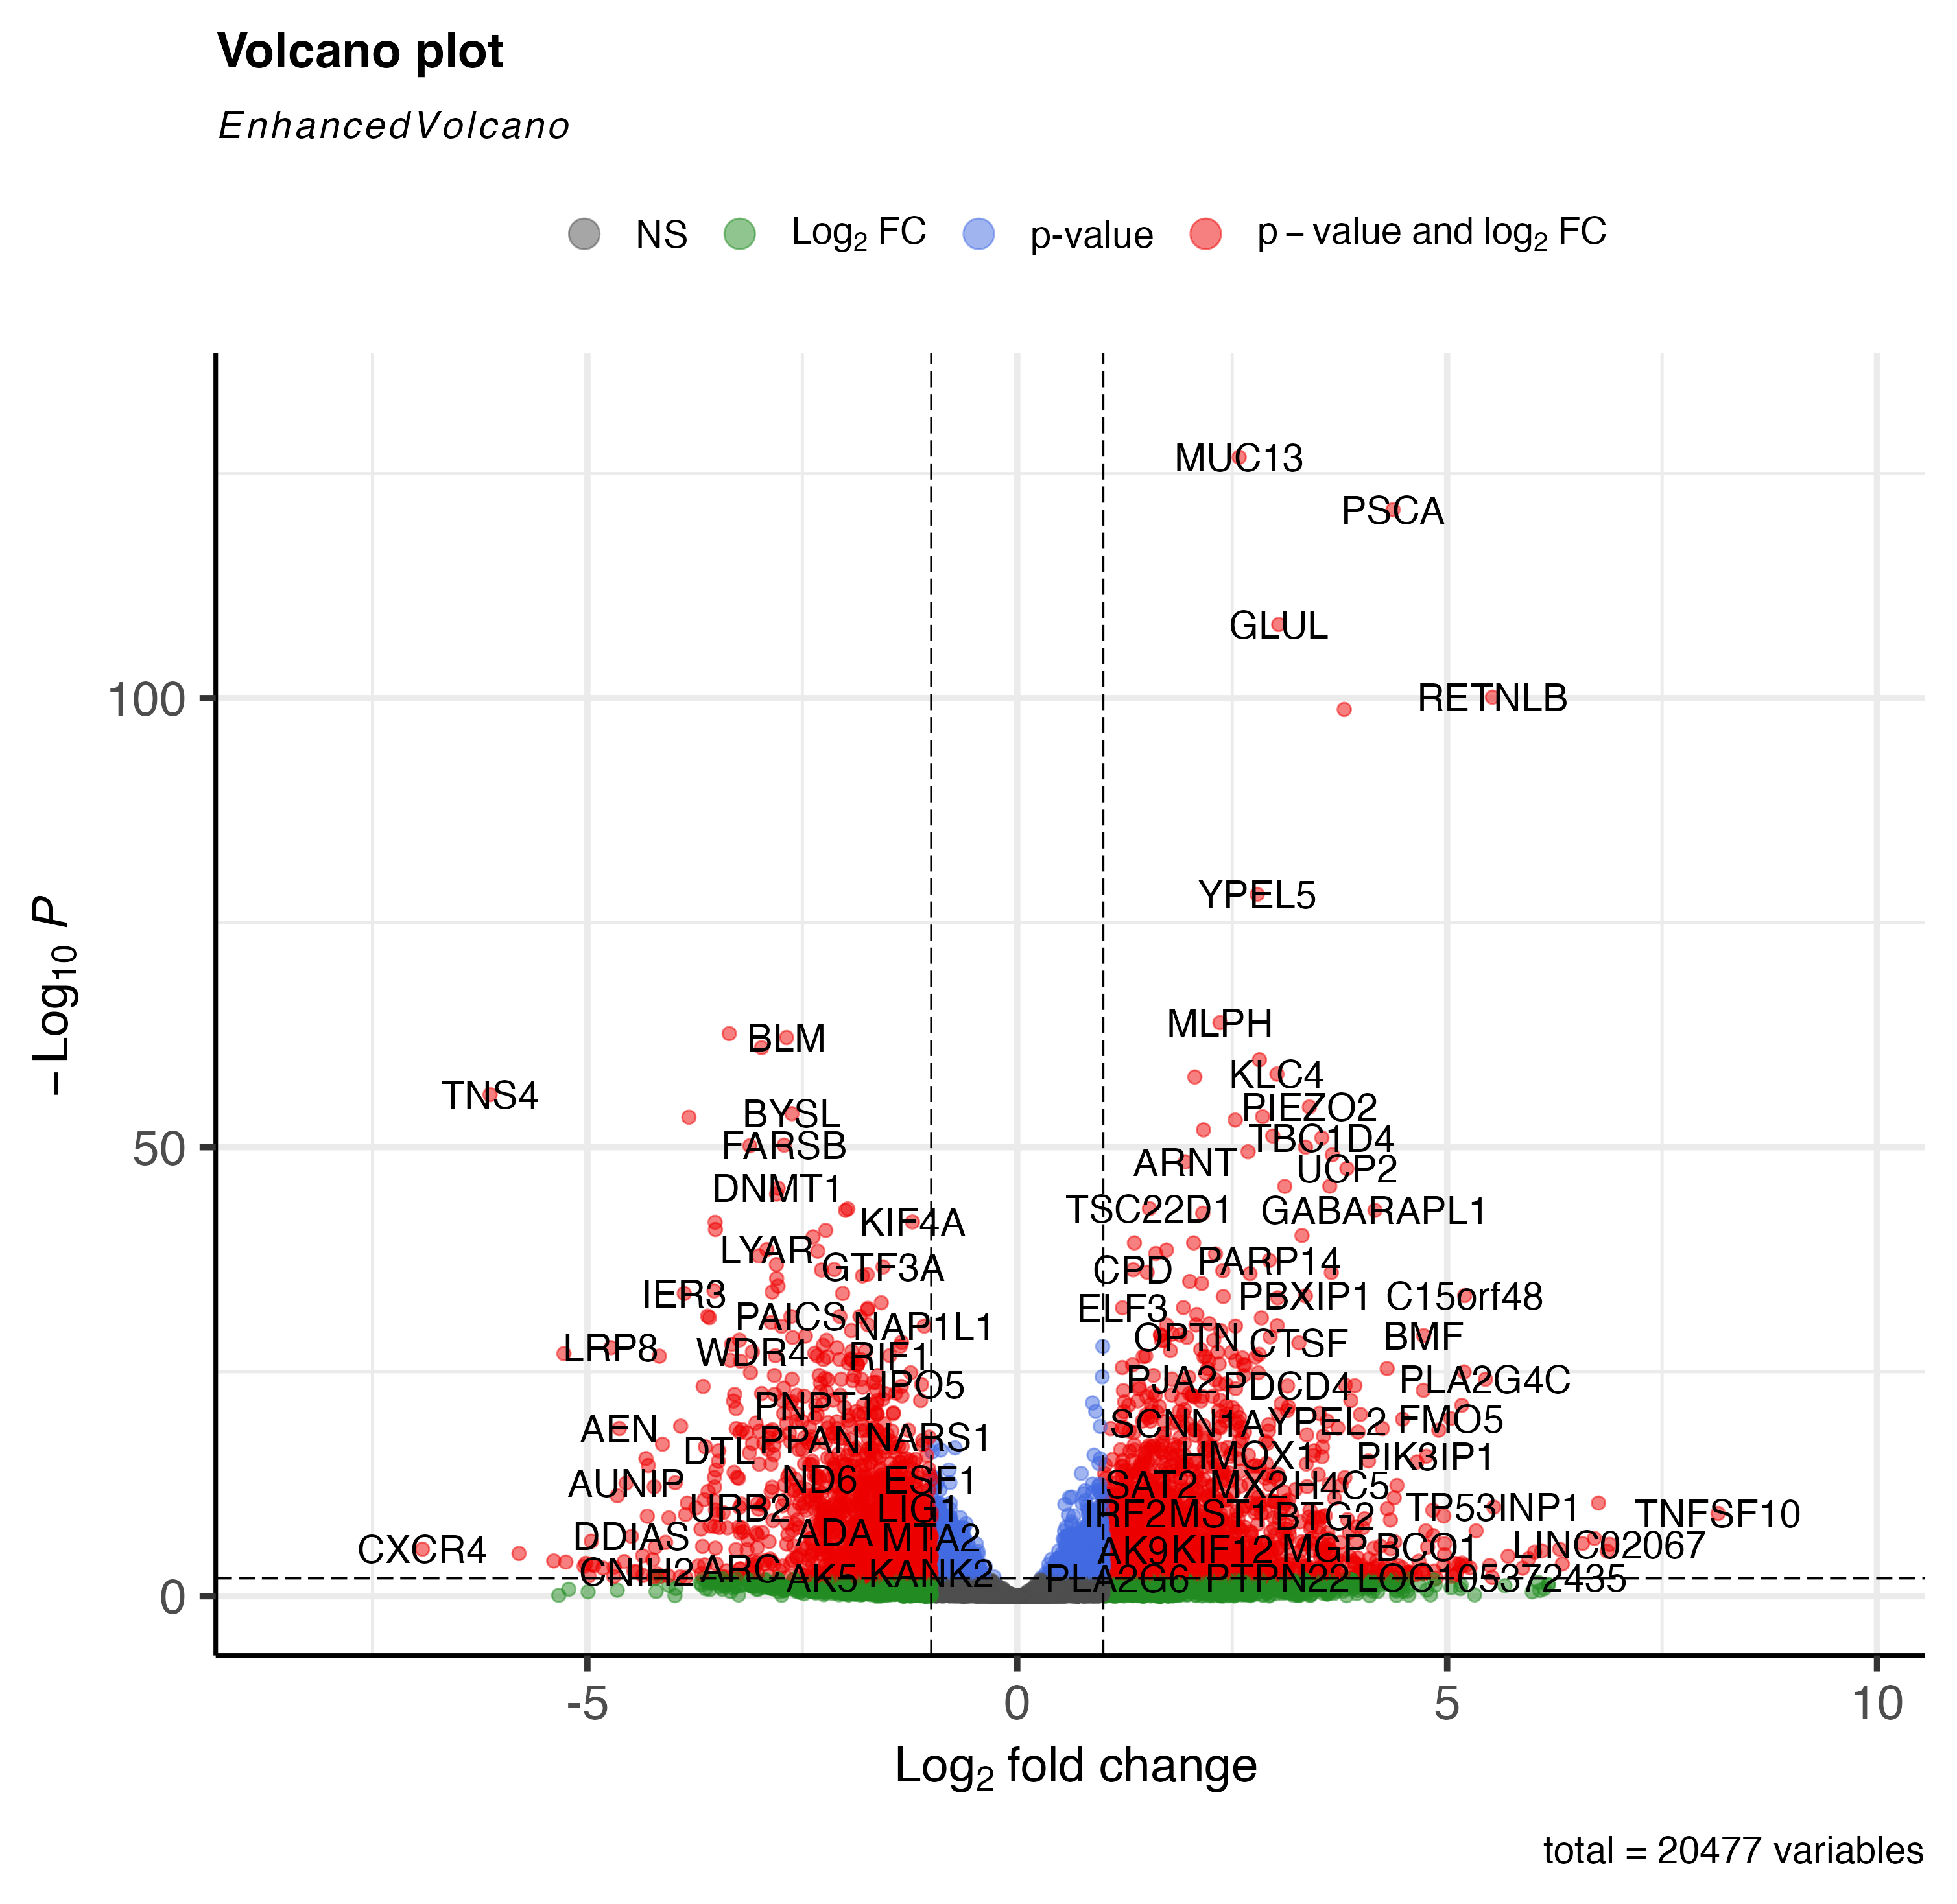 Volcano plot
EnhancedVolcano
NS Log2 FC p-value p – value and log2 FC
MUC13
PSCA
GLUL
100
RETNLB
YPEL5
–Log10 P
MLPH
BLM
KLC4
TNS4
PIEZO2
BYSL
50
FARSB
TBC1D4
ARNT
UCP2
DNMT1
TSC22D1
GABARAPL1
KIF4A
LYAR
PARP14
GTF3A
CPD
IER3
PBXIP1
C15orf48
ELF3
PAICS
NAP1L1
OPTN
CTSF
BMF
LRP8
WDR4
RIF1
IPO5
PJA2
PDCD4
PLA2G4C
PNPT1
AEN
SCNN1A
YPEL2
FMO5
PPAN
NARS1
DTL
HMOX1
PIK3IP1
AUNIP
ND6
ESF1
SAT2
MX2
H4C5
URB2
LIG1
IRF2
MST1
BTG2
TP53INP1
TNFSF10
DDIAS
ADA
MTA2
CXCR4
AK9
KIF12
MGP
BCO1
LINC02067
CNIH2
ARC
AK5
KANK2
PLA2G6
PTPN22
LOC105372435
0
-5 0 5 10
Log2 fold change
total = 20477 variables